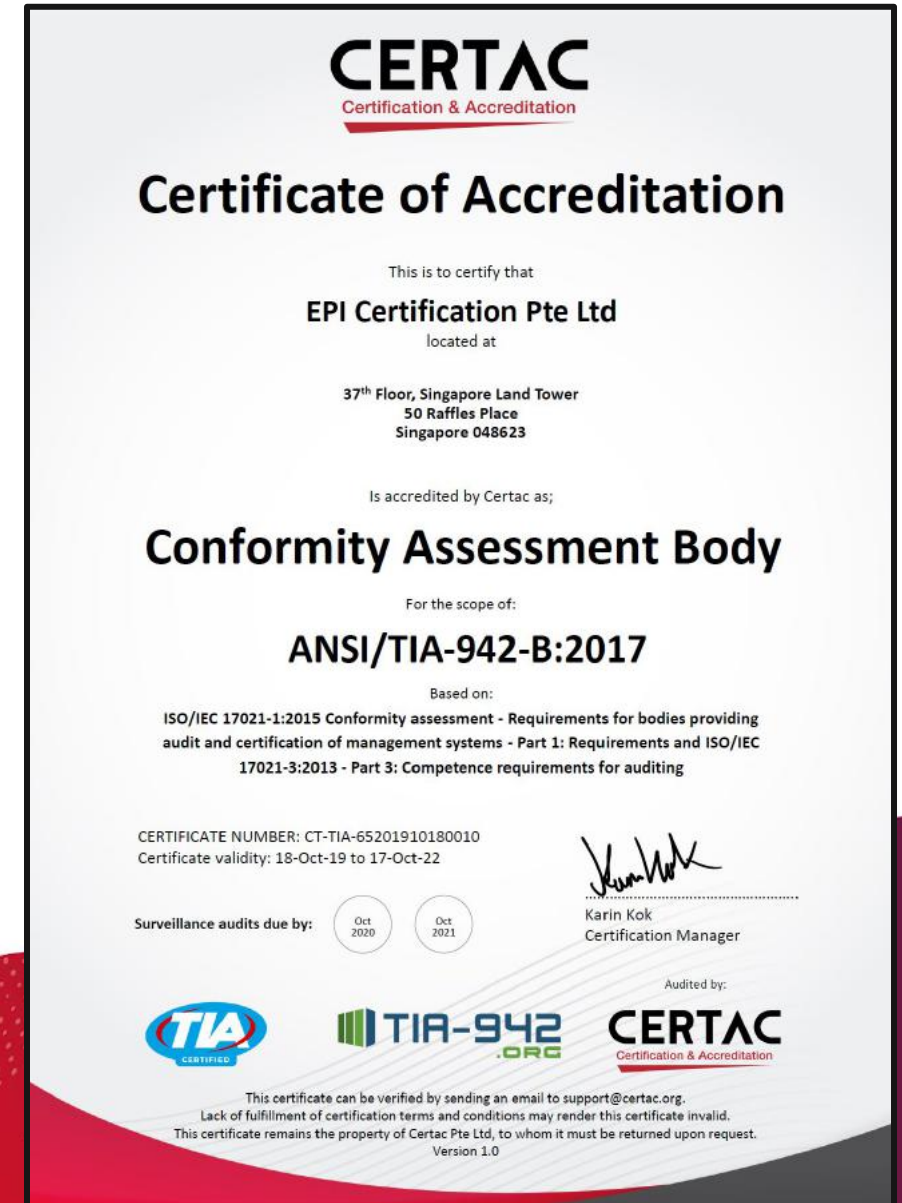 CERTAC
Certification & Accreditation
Certificate of Accreditation
This is to certify that
EPI Certification Pte Ltd
located at
37th Floor, Singapore Land Tower
50 Raffles Place
Singapore 048623
Is accredited by Certac as;
Conformity Assessment Body
For the scope of:
ANSI/TIA-942-B:2017
Based on:
ISO/IEC 17021-1:2015 Conformity assessment - Requirements for bodies providing
audit and certification of management systems - Part 1: Requirements and ISO/IEC
17021-3:2013 - Part 3: Competence requirements for auditing
CERTIFICATE NUMBER: CT-TIA-65201910180010
Certificate validity: 18-Oct-19 to 17-Oct-22
Surveillance audits due by:
Oct
2020
Oct
2021
Karin Kok
Certification Manager
TIA
CERTIFIED
TIA-942
.ORG
Audited by:
CERTAC
Certification & Accreditation
This certificate can be verified by sending an email to support@certac.org.
Lack of fulfillment of certification terms and conditions may render this certificate invalid.
This certificate remains the property of Certac Pte Ltd, to whom it must be returned upon request.
Version 1.0